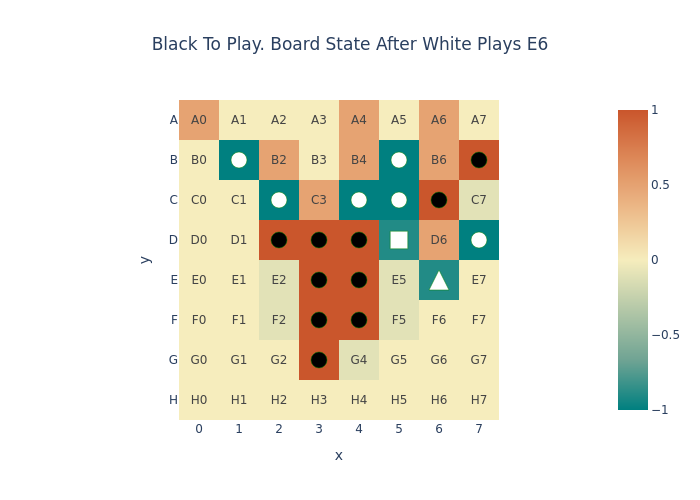 Black To Play. Board State After White Plays E6
A A0 A1 A2 A3 A4 A5 A6 A7
B B0 B2 B3 B4 B6
C C0 C1 C3 C7
D D0 D1 D6
E E0 E1 E2 E5 E7
F F0 F1 F2 F5 F6 F7
G G0 G1 G2 G4 G5 G6 G7
H H0 H1 H2 H3 H4 H5 H6 H7
0 1 2 3 4 5 6 7
x
y
1
0.5
0
−0.5
−1